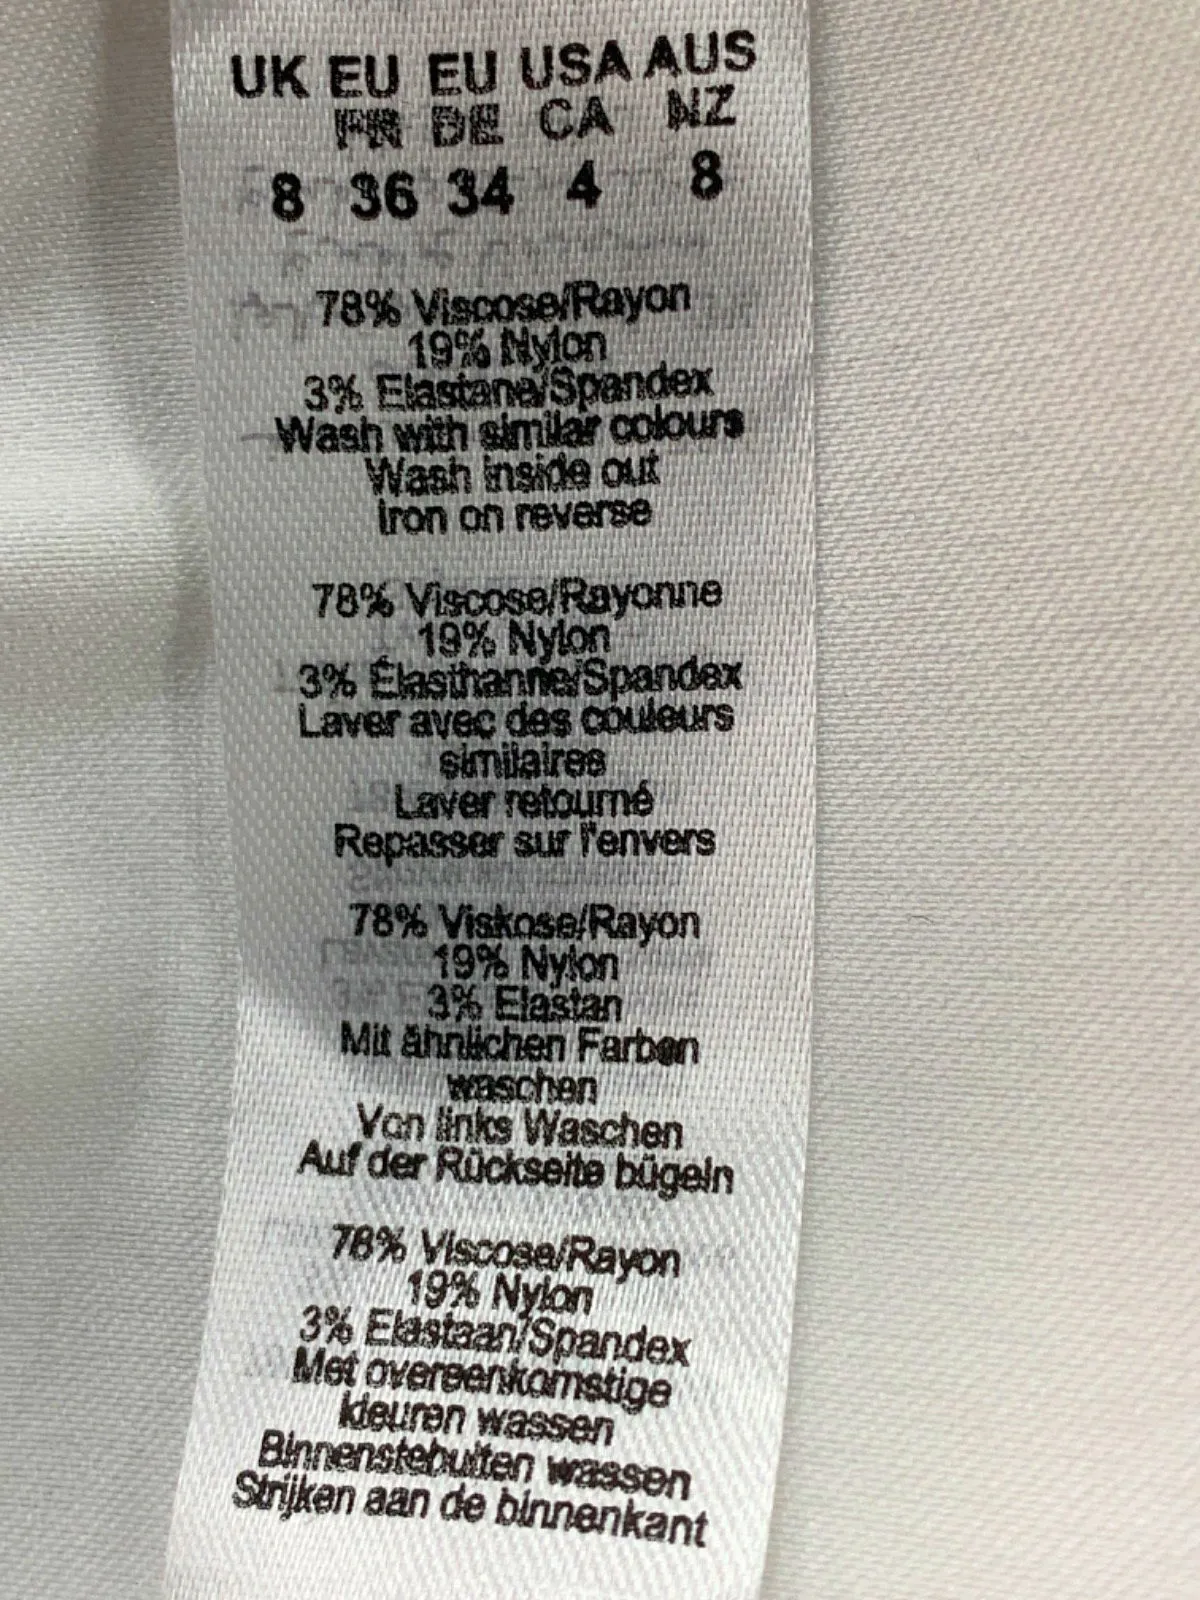 UK EU EU USA AUS
FR DE CA NZ
8 36 34 4 8
78% Viscose/Rayon
19% Nylon
3% Elastane/Spandex
Wash with similar colours
Wash inside out
Iron on reverse
78% Viscose/Rayonne
19% Nylon
3% Élasthanne/Spandex
Laver avec des couleurs
similaires
Laver retourné
Repasser sur l'envers
78% Viskose/Rayon
19% Nylon
3% Elastan
Mit ähnlichen Farben
waschen
Von links Waschen
Auf der Rückseite bügeln
78% Viscose/Rayon
19% Nylon
3% Elastaan/Spandex
Met overeenkomstige
kleuren wassen
Binnenstebuiten wassen
Strijken aan de binnenkant